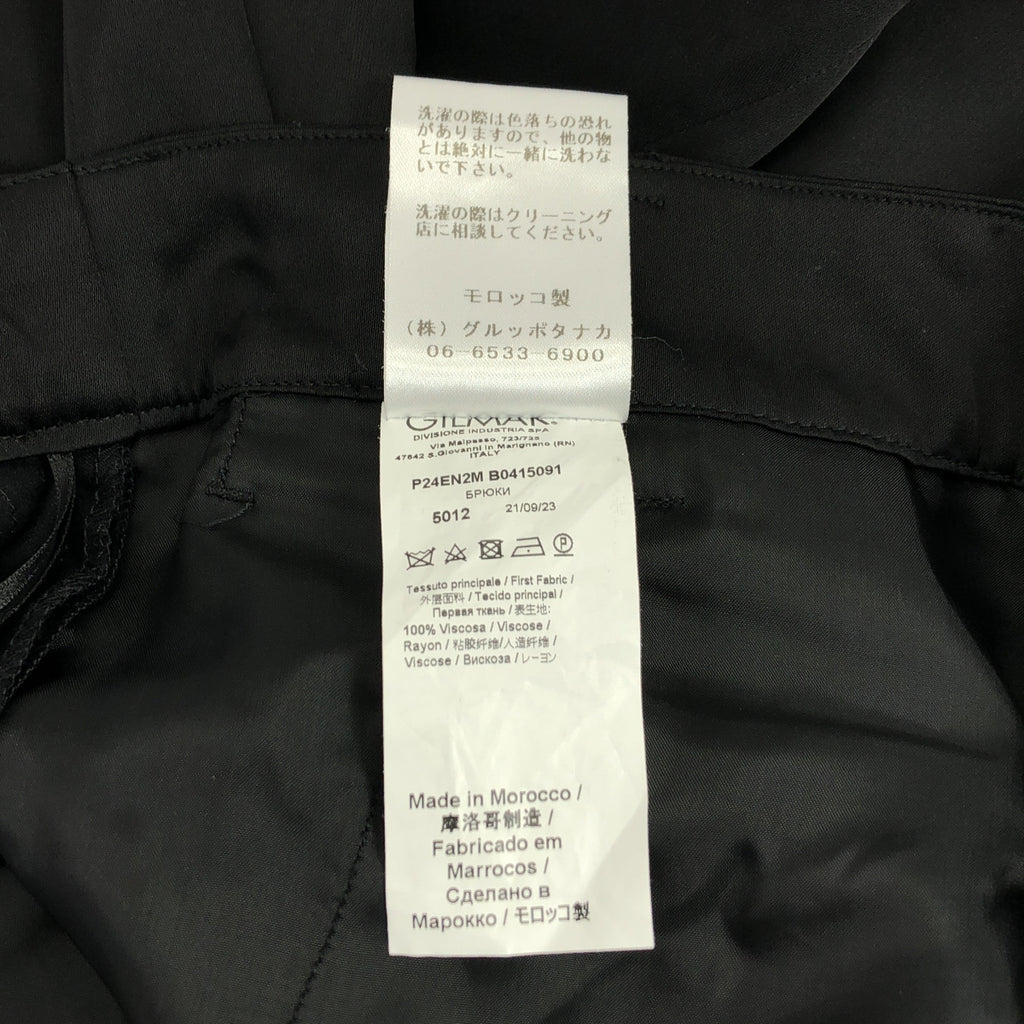 洗濯の際は色落ちの恐れ
がありますので、他の物
とは絶対に一緒に洗わな
いで下さい。
洗濯の際はクリーニング
店に相談してください。
モロッコ製
（株）グルッポタナカ
06-6533-6900
GILMAR
DIVISIONE INDUSTRIA SPA
Via Malpasso, 723/725
47842 S.Giovanni in Marignano (RN)
ITALY
P24EN2M B0415091
БРЮКИ
5012 21/09/23
P
Tessuto principale / First Fabric /
外层面料 / Tecido principal /
Первая ткань / 表生地:
100% Viscosa / Viscose /
Rayon / 粘胶纤维/人造纤维 /
Viscose / Вискоза / レーヨン
Made in Morocco /
摩洛哥制造 /
Fabricado em
Marrocos /
Сделано в
Марокко / モロッコ製